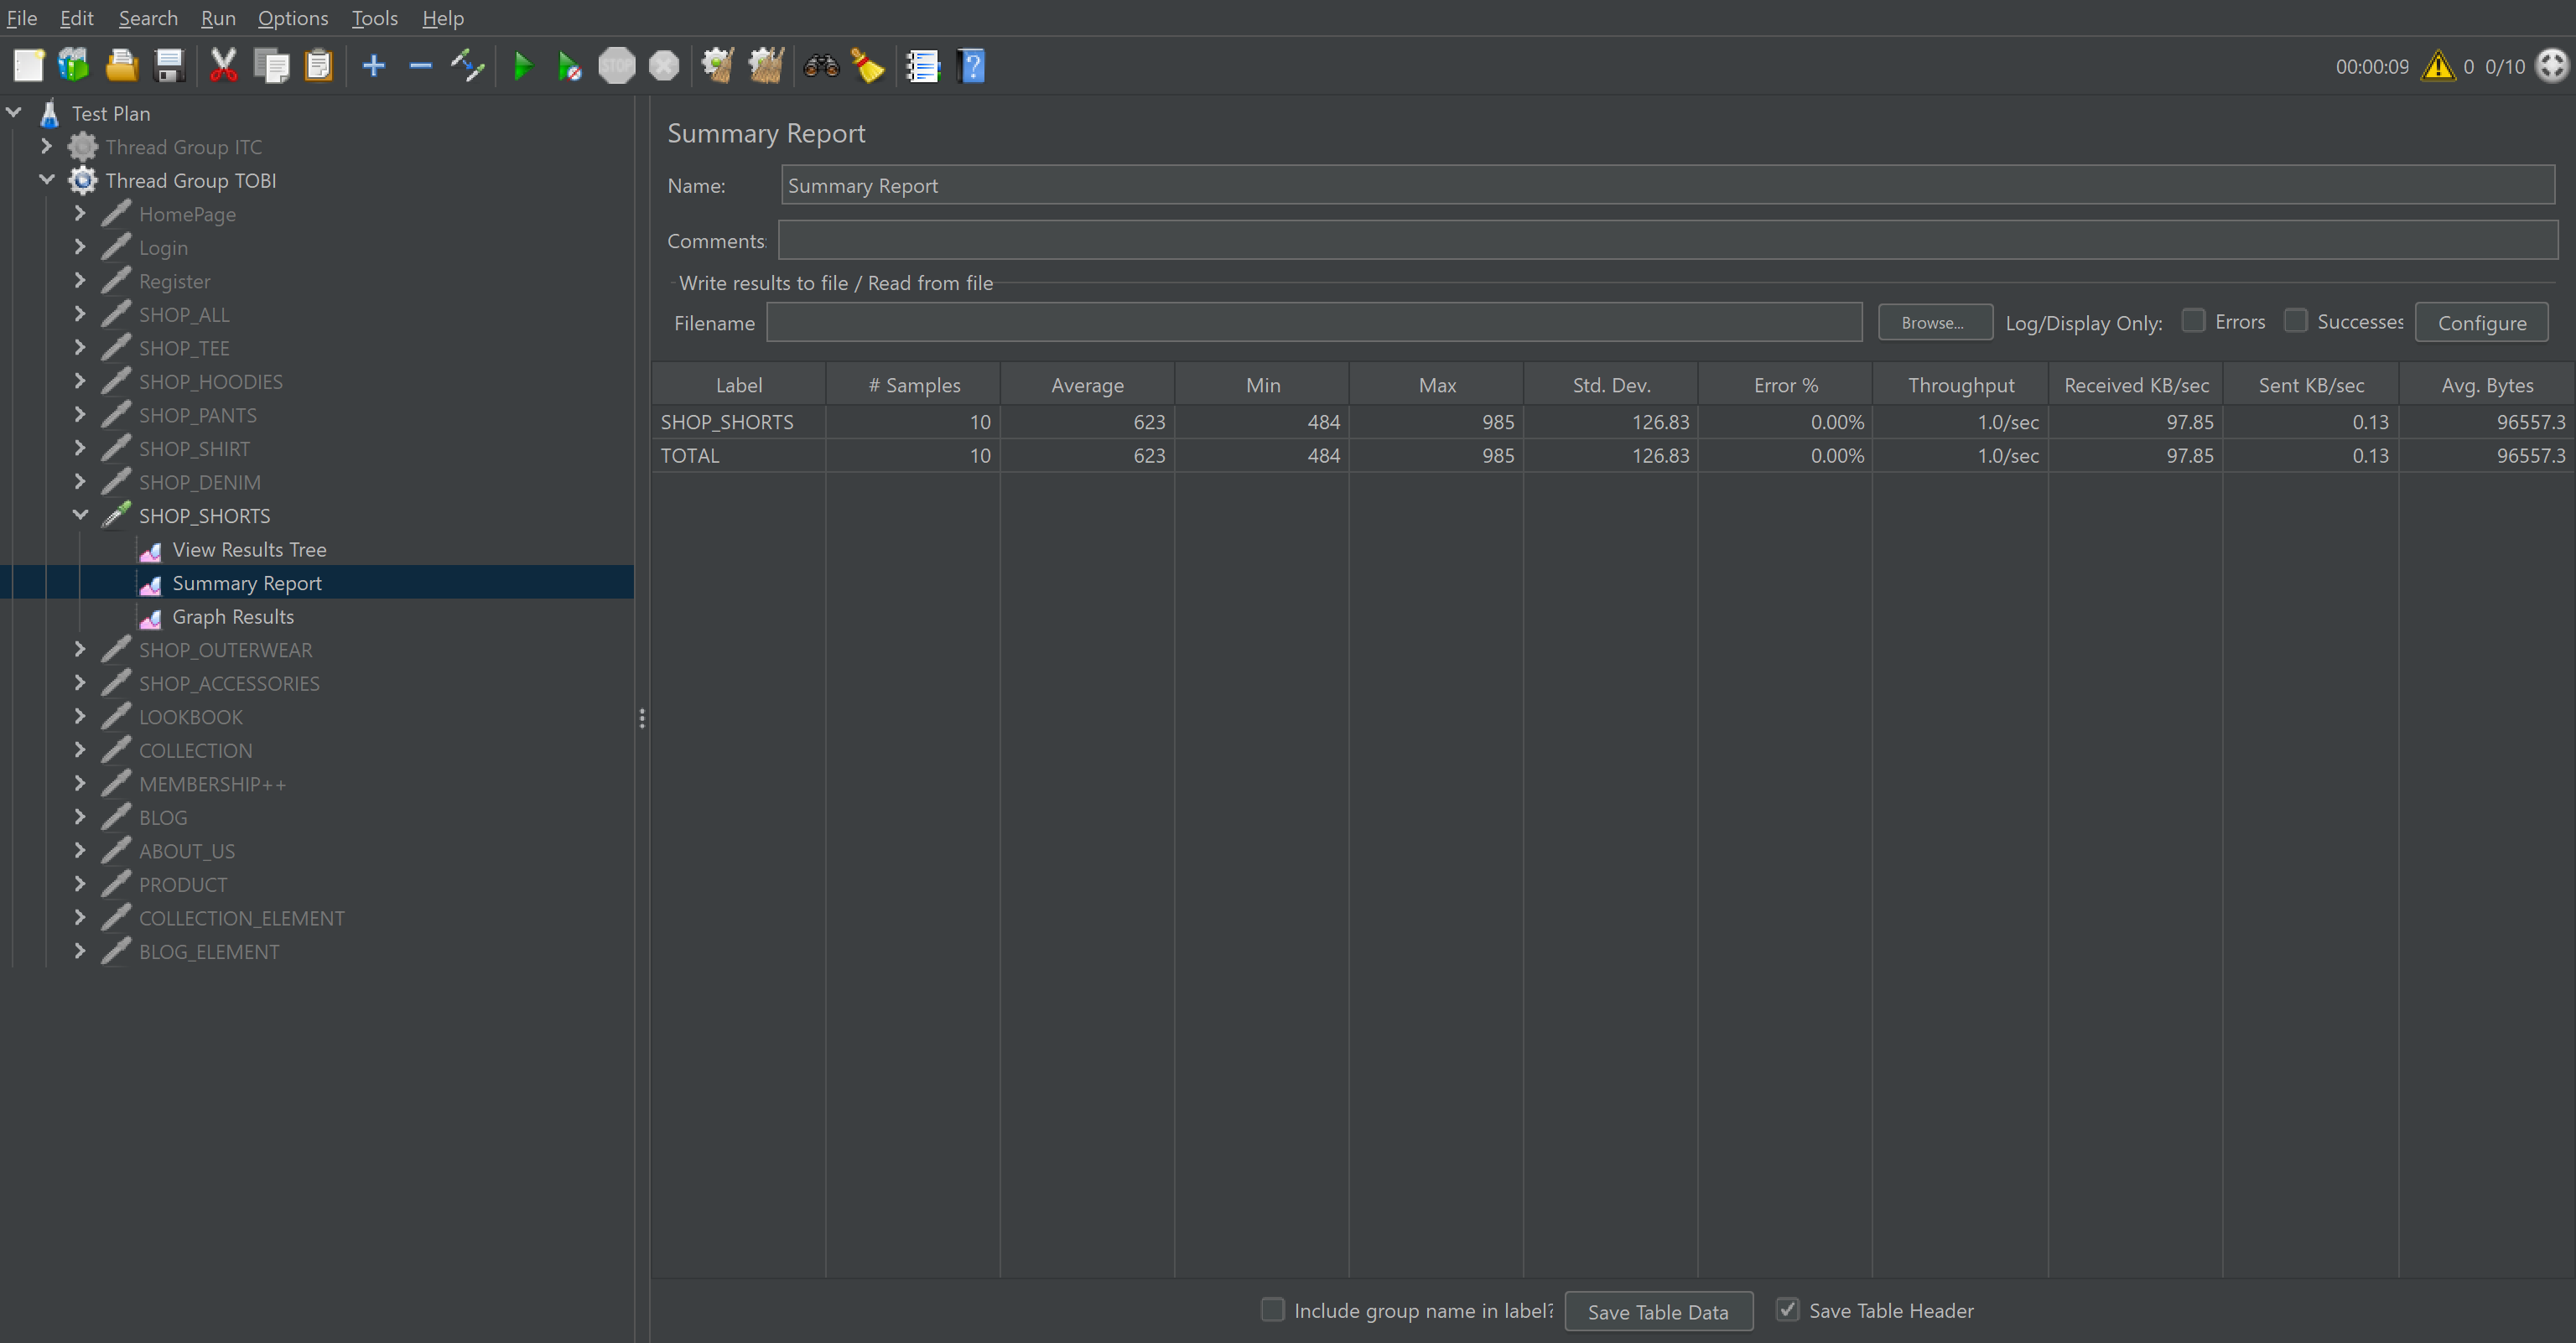 File Edit Search Run Options Tools Help
STOP
00:00:09 0 0/10
Test Plan
Thread Group ITC
Thread Group TOBI
HomePage
Login
Register
SHOP_ALL
SHOP_TEE
SHOP_HOODIES
SHOP_PANTS
SHOP_SHIRT
SHOP_DENIM
SHOP_SHORTS
View Results Tree
Summary Report
Graph Results
SHOP_OUTERWEAR
SHOP_ACCESSORIES
LOOKBOOK
COLLECTION
MEMBERSHIP++
BLOG
ABOUT_US
PRODUCT
COLLECTION_ELEMENT
BLOG_ELEMENT
Summary Report
Name: Summary Report
Comments:
Write results to file / Read from file
Filename Browse... Log/Display Only: Errors Successes Configure
Label # Samples Average Min Max Std. Dev. Error % Throughput Received KB/sec Sent KB/sec Avg. Bytes
SHOP_SHORTS 10 623 484 985 126.83 0.00% 1.0/sec 97.85 0.13 96557.3
TOTAL 10 623 484 985 126.83 0.00% 1.0/sec 97.85 0.13 96557.3
Include group name in label? Save Table Data Save Table Header